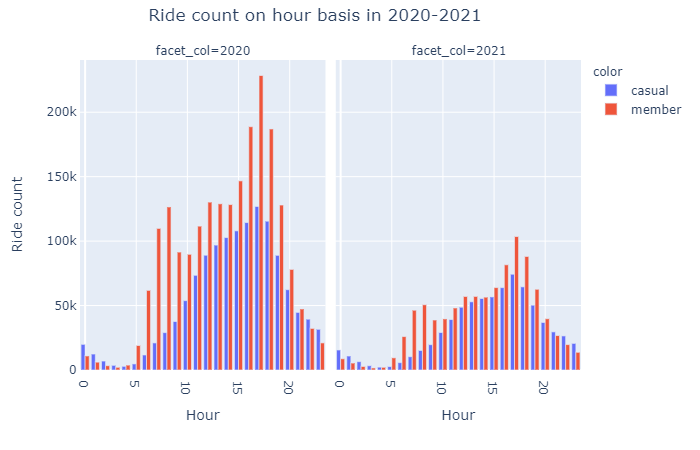 Ride count on hour basis in 2020-2021
facet_col=2020
facet_col=2021
color
casual
member
Ride count
200k
150k
100k
50k
0
0 5 10 15 20
0 5 10 15 20
Hour
Hour